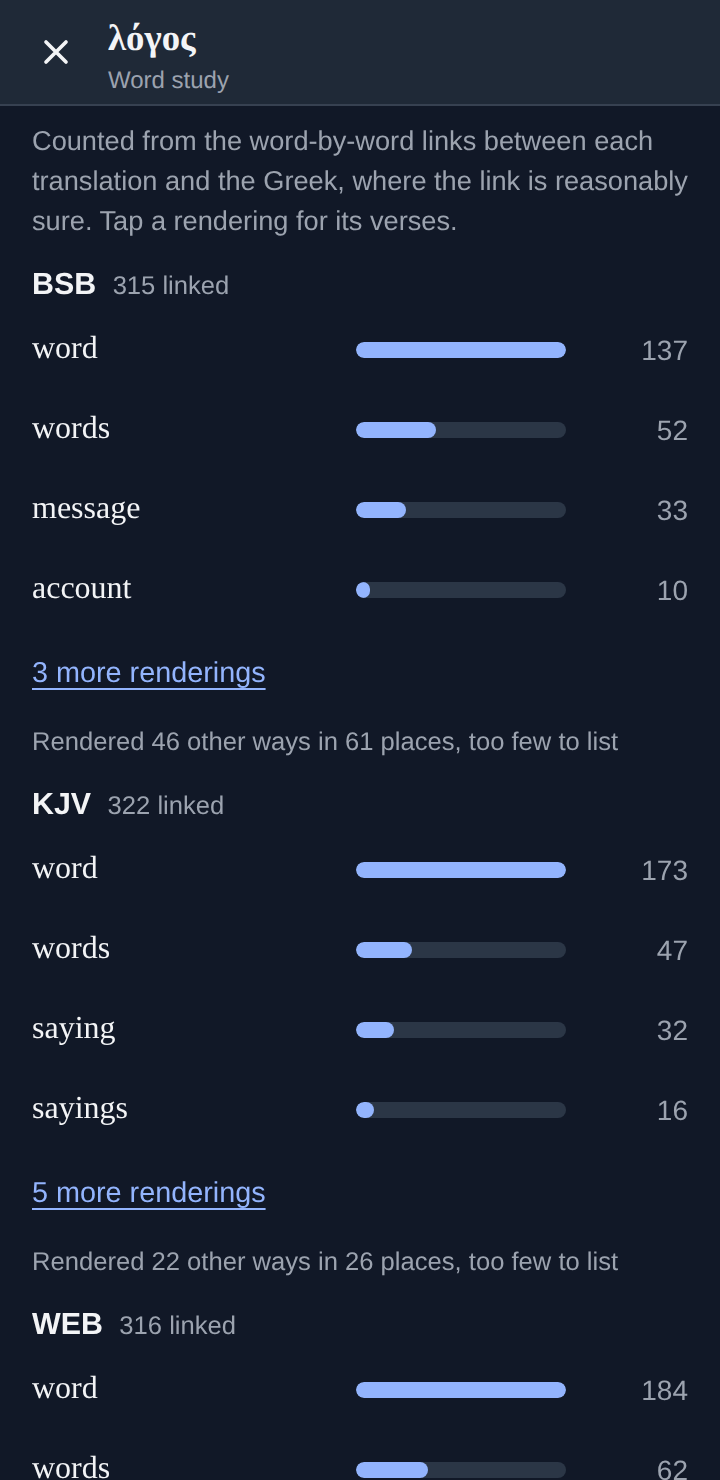 λόγος
Word study
Counted from the word-by-word links between each
translation and the Greek, where the link is reasonably
sure. Tap a rendering for its verses.
BSB 315 linked
word 137
words 52
message 33
account 10
3 more renderings
Rendered 46 other ways in 61 places, too few to list
KJV 322 linked
word 173
words 47
saying 32
sayings 16
5 more renderings
Rendered 22 other ways in 26 places, too few to list
WEB 316 linked
word 184
words 62